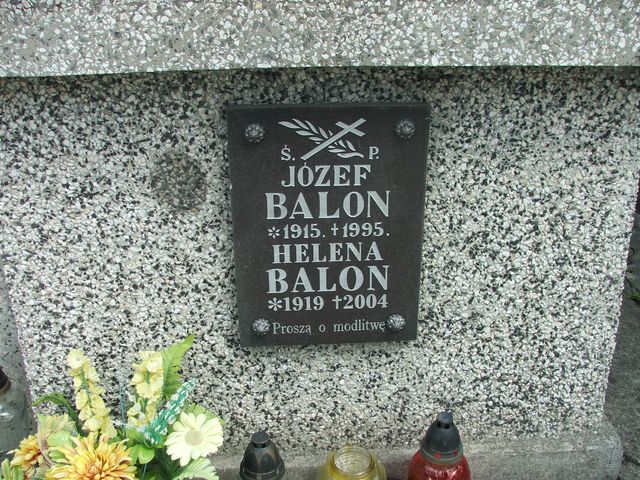 Ś. P.
JÓZEF
BALON
*1915. †1995.
HELENA
BALON
*1919 †2004
Proszą o modlitwę